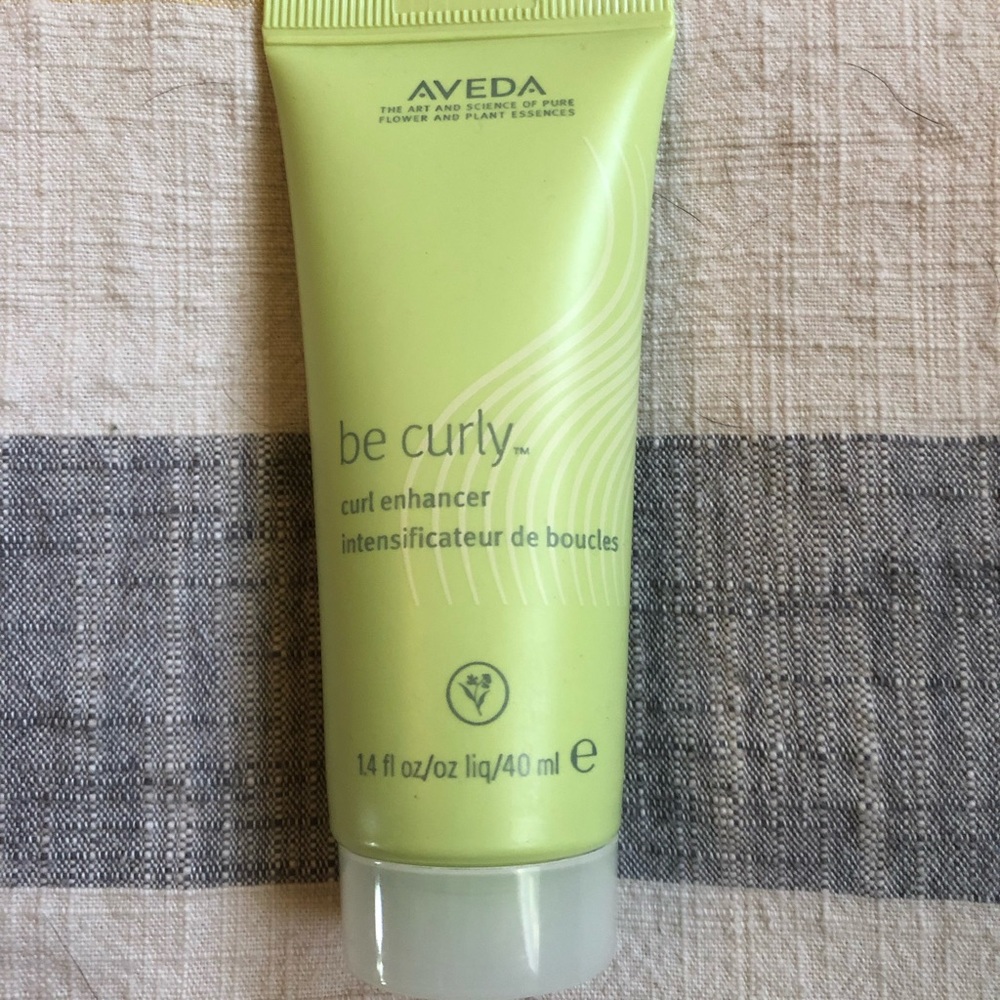 AVEDA
THE ART AND SCIENCE OF PURE
FLOWER AND PLANT ESSENCES
be curly™
curl enhancer
intensificateur de boucles
1.4 fl oz/oz liq/40 ml e